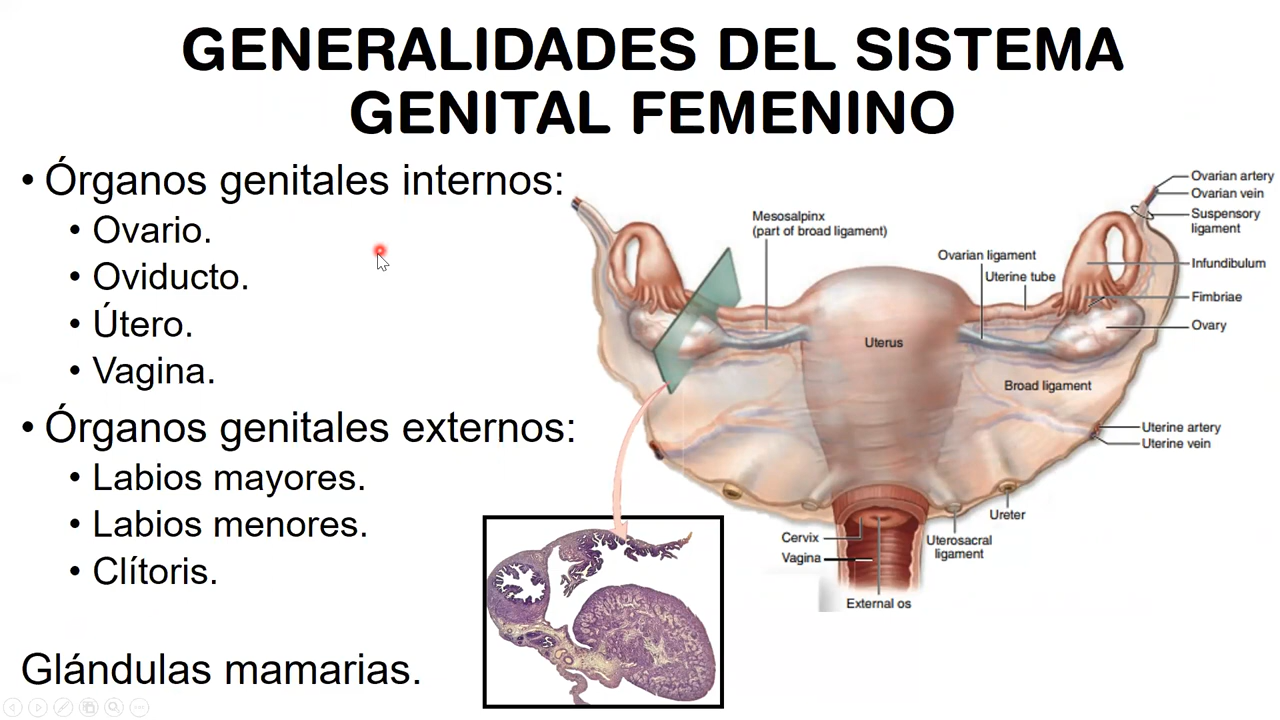 GENERALIDADES DEL SISTEMA
GENITAL FEMENINO
• Órganos genitales internos:
• Ovario.
• Oviducto.
• Útero.
• Vagina.
• Órganos genitales externos:
• Labios mayores.
• Labios menores.
• Clítoris.
Glándulas mamarias.
Mesosalpinx
(part of broad ligament)
Ovarian ligament
Uterine tube
Uterus
Broad ligament
Ovarian artery
Ovarian vein
Suspensory
ligament
Infundibulum
Fimbriae
Ovary
Uterine artery
Uterine vein
Ureter
Uterosacral
ligament
Cervix
Vagina
External os